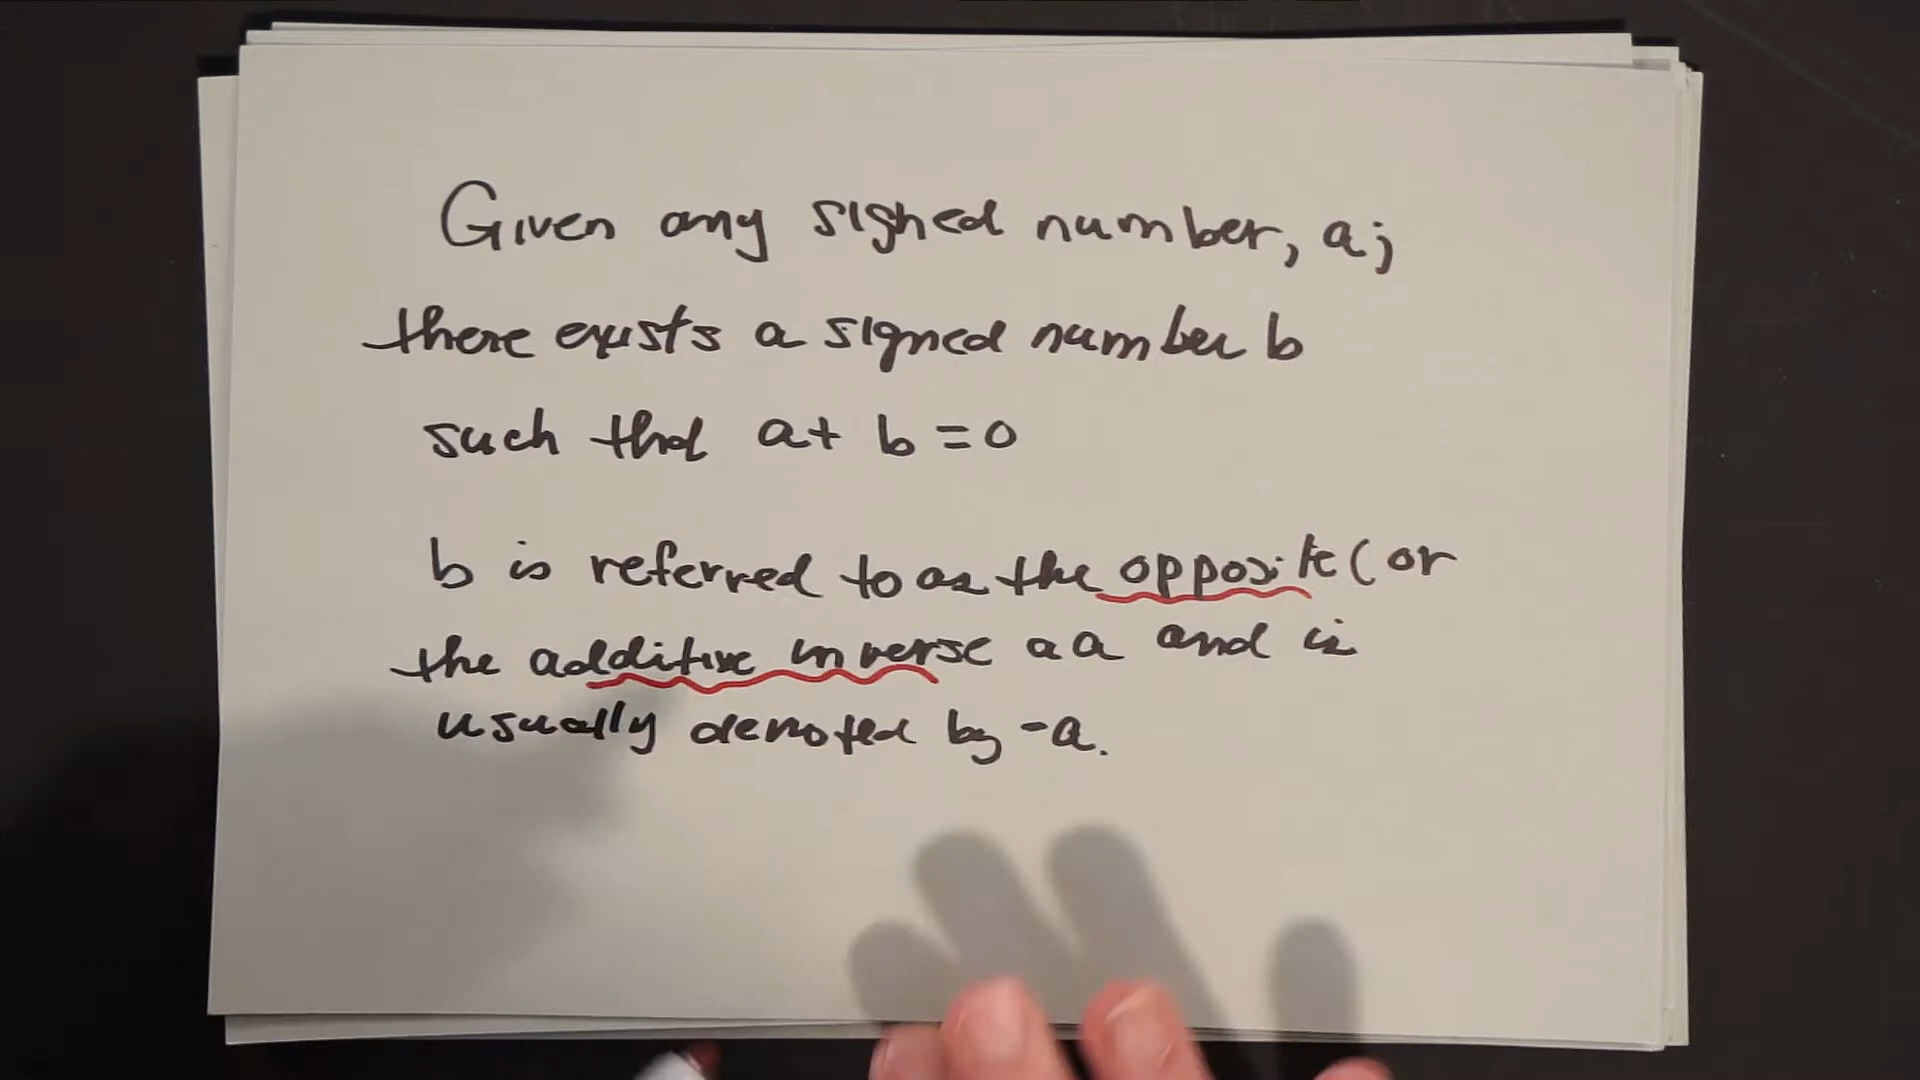 Given any signed number, a;
there exists a signed number b
such that a + b = 0
b is referred to as the opposite (or
the additive inverse a a and is
usually denoted by -a.